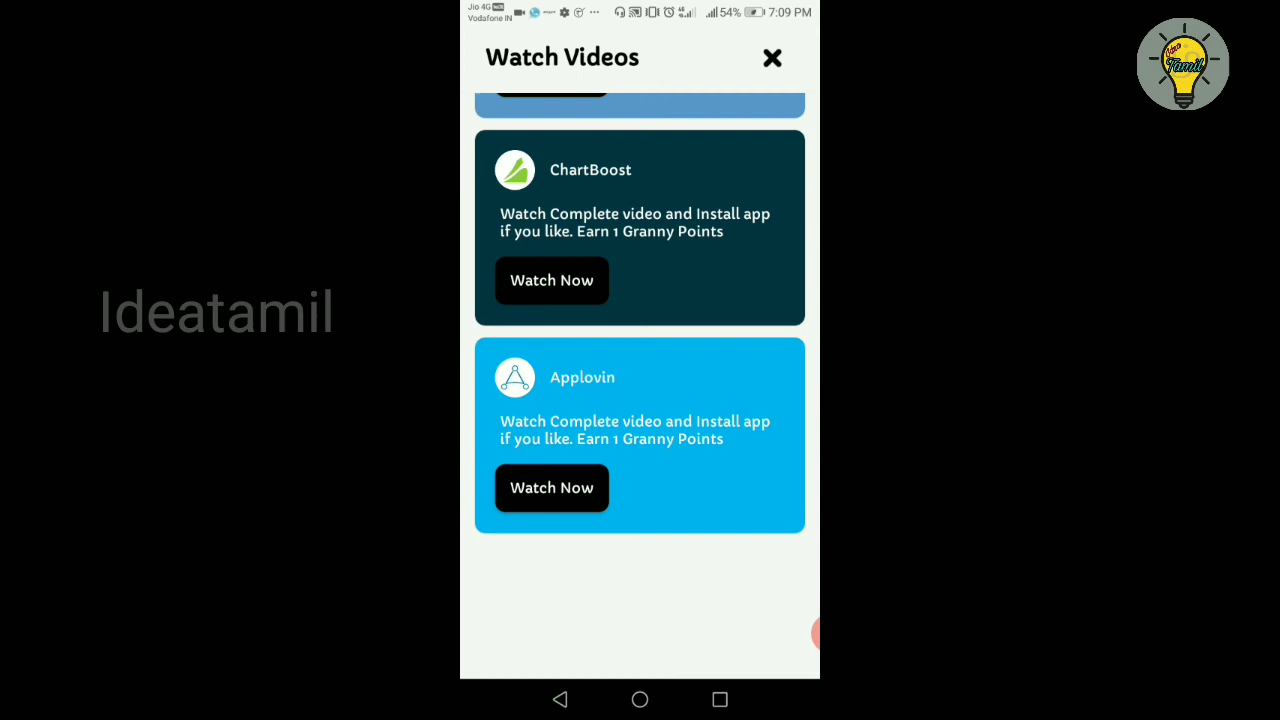 Jio 4G
Vodafone IN
54%
7:09 PM
Watch Videos
Idea
Tamil
ChartBoost
Watch Complete video and Install app
if you like. Earn 1 Granny Points
Watch Now
Ideatamil
Applovin
Watch Complete video and Install app
if you like. Earn 1 Granny Points
Watch Now